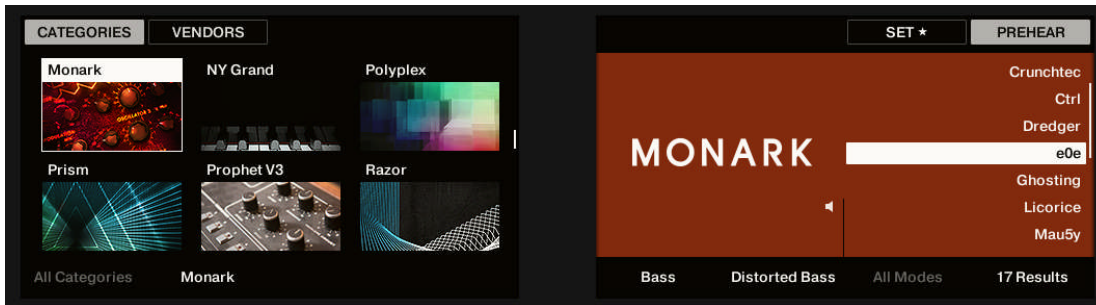 CATEGORIES VENDORS
Monark NY Grand Polyplex
Prism Prophet V3 Razor
All Categories Monark
SET ★ PREHEAR
MONARK
Crunchtec
Ctrl
Dredger
e0e
Ghosting
Licorice
Mau5y
Bass Distorted Bass All Modes 17 Results